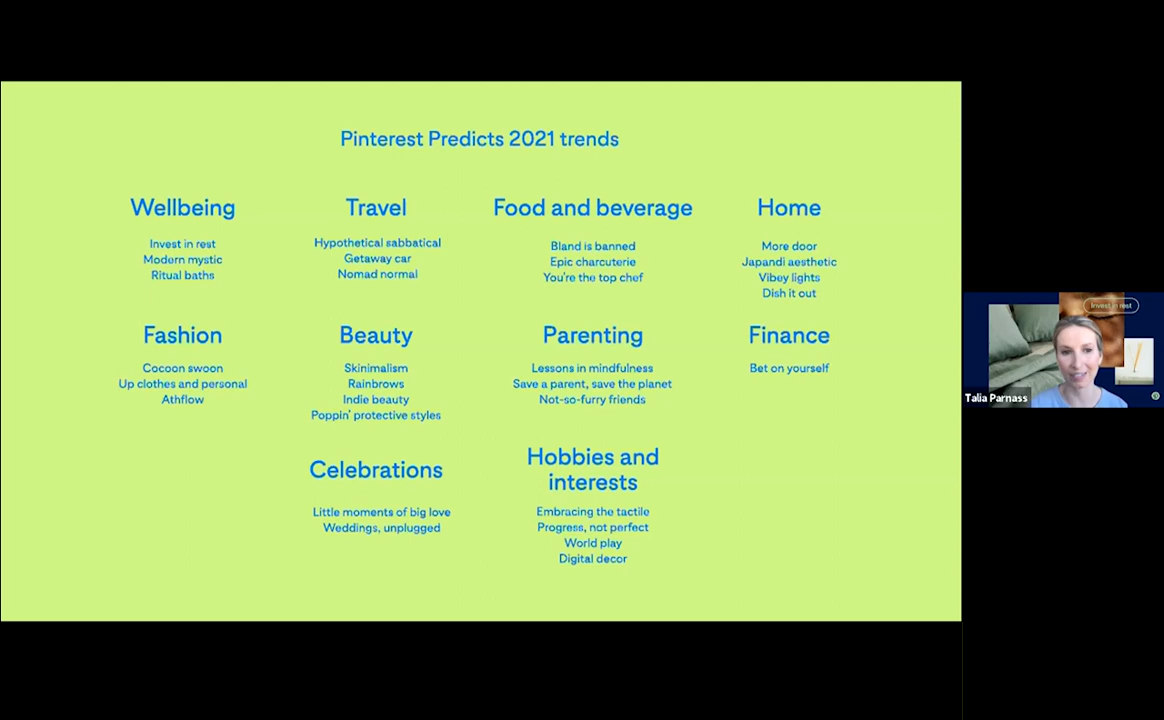 Pinterest Predicts 2021 trends
Wellbeing
Invest in rest
Modern mystic
Ritual baths
Travel
Hypothetical sabbatical
Getaway car
Nomad normal
Food and beverage
Bland is banned
Epic charcuterie
You're the top chef
Home
More door
Japandi aesthetic
Vibey lights
Dish it out
Fashion
Cocoon swoon
Up clothes and personal
Athflow
Beauty
Skinimalism
Rainbrows
Indie beauty
Poppin' protective styles
Parenting
Lessons in mindfulness
Save a parent, save the planet
Not-so-furry friends
Finance
Bet on yourself
Celebrations
Little moments of big love
Weddings, unplugged
Hobbies and
interests
Embracing the tactile
Progress, not perfect
World play
Digital decor
Invest in rest
Talia Parnass